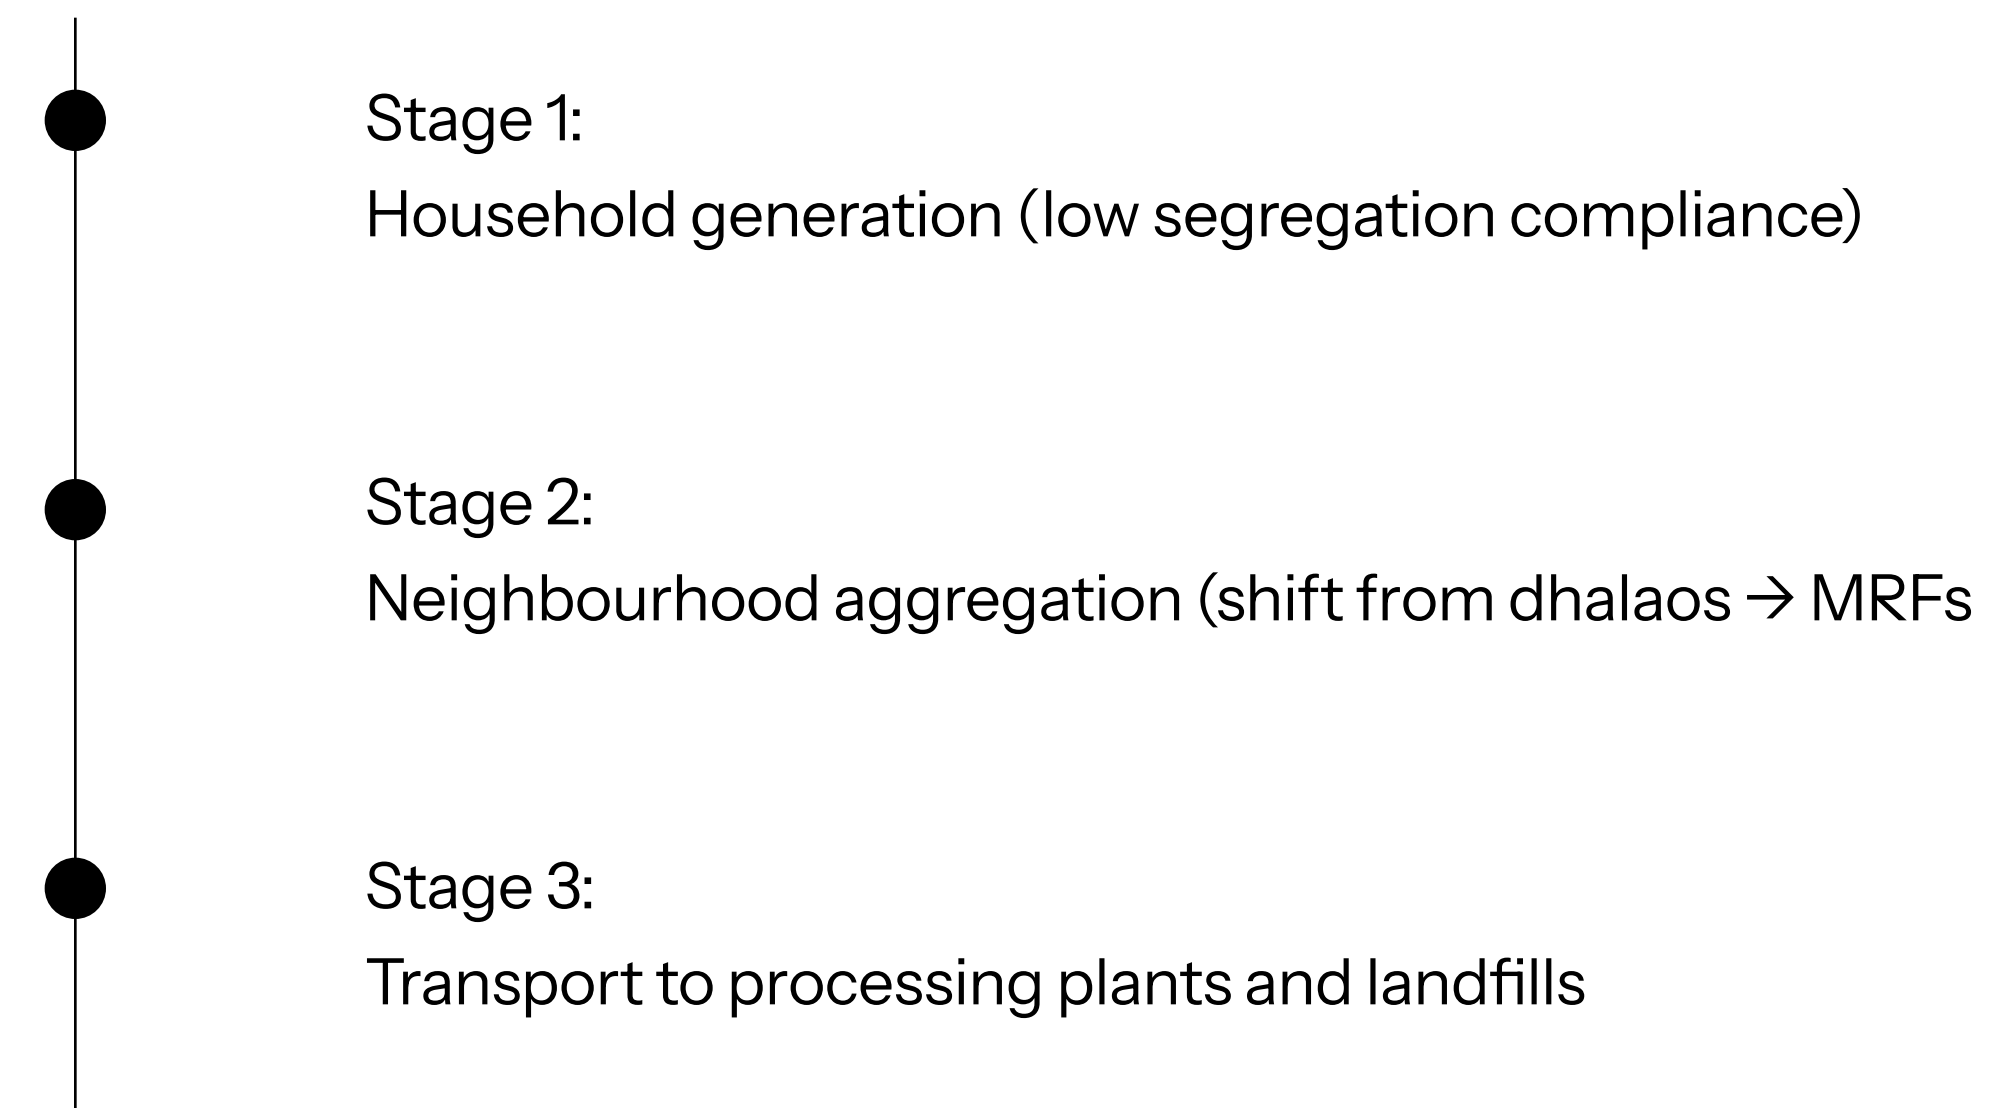 Stage 1:
Household generation (low segregation compliance)
Stage 2:
Neighbourhood aggregation (shift from dhalaos → MRFs
Stage 3:
Transport to processing plants and landfills